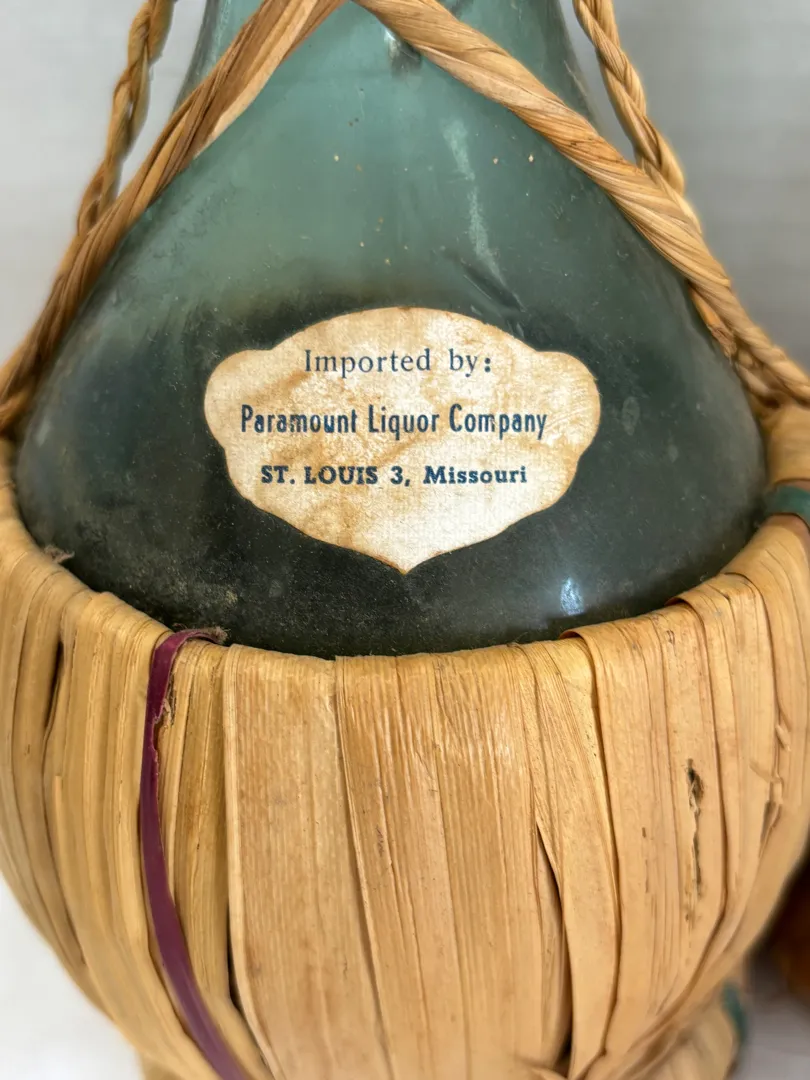 Imported by:
Paramount Liquor Company
ST. LOUIS 3, Missouri